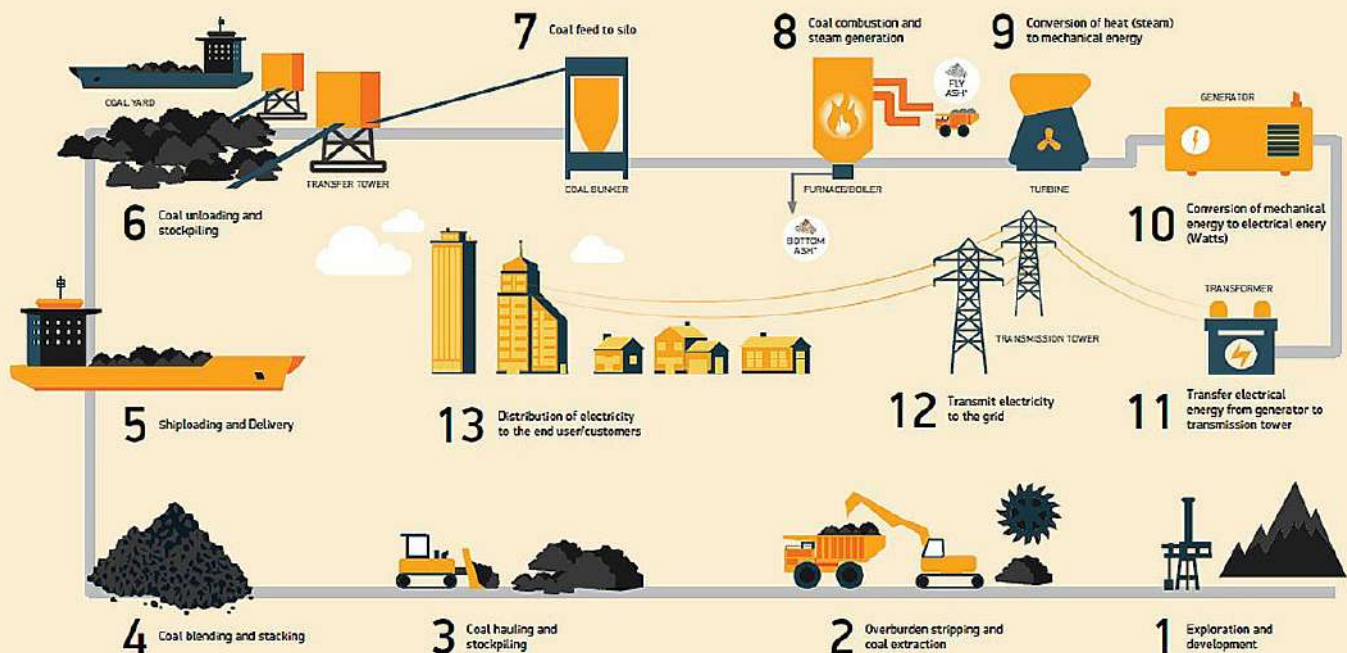 7 Coal feed to silo
8 Coal combustion and
steam generation
9 Conversion of heat (steam)
to mechanical energy
FLY
ASH*
COAL YARD
GENERATOR
TRANSFER TOWER
COAL BUNKER
FURNACE/BOILER
TURBINE
6 Coal unloading and
stockpiling
BOTTOM
ASH*
10 Conversion of mechanical
energy to electrical enery
(Watts)
TRANSFORMER
TRANSMISSION TOWER
5 Shiploading and Delivery
13 Distribution of electricity
to the end user/customers
12 Transmit electricity
to the grid
11 Transfer electrical
energy from generator to
transmission tower
4 Coal blending and stacking
3 Coal hauling and
stockpiling
2 Overburden stripping and
coal extraction
1 Exploration and
development